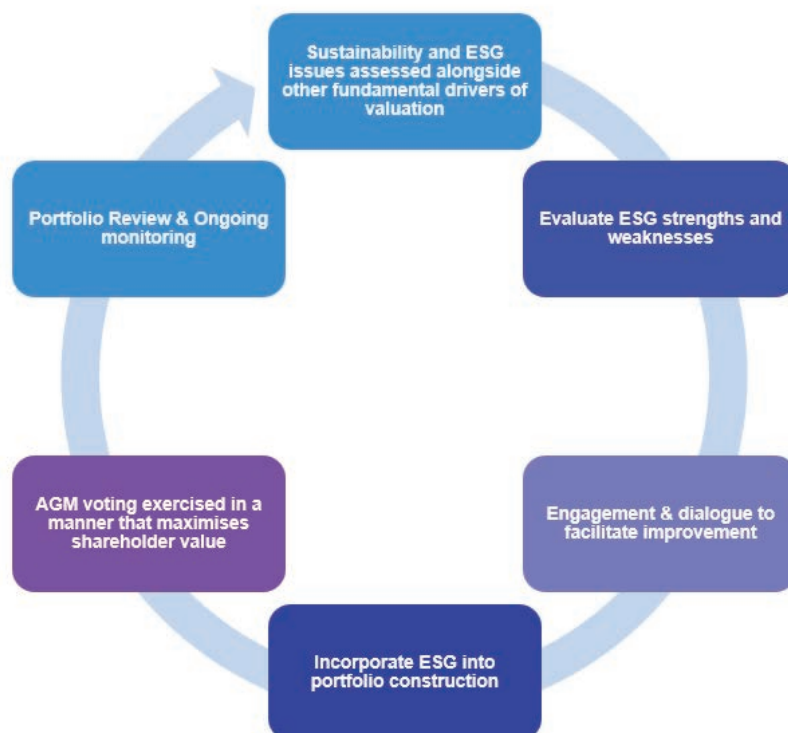 Sustainability and ESG
issues assessed alongside
other fundamental drivers of
valuation
Evaluate ESG strengths and
weaknesses
Engagement & dialogue to
facilitate improvement
Incorporate ESG into
portfolio construction
AGM voting exercised in a
manner that maximises
shareholder value
Portfolio Review & Ongoing
monitoring